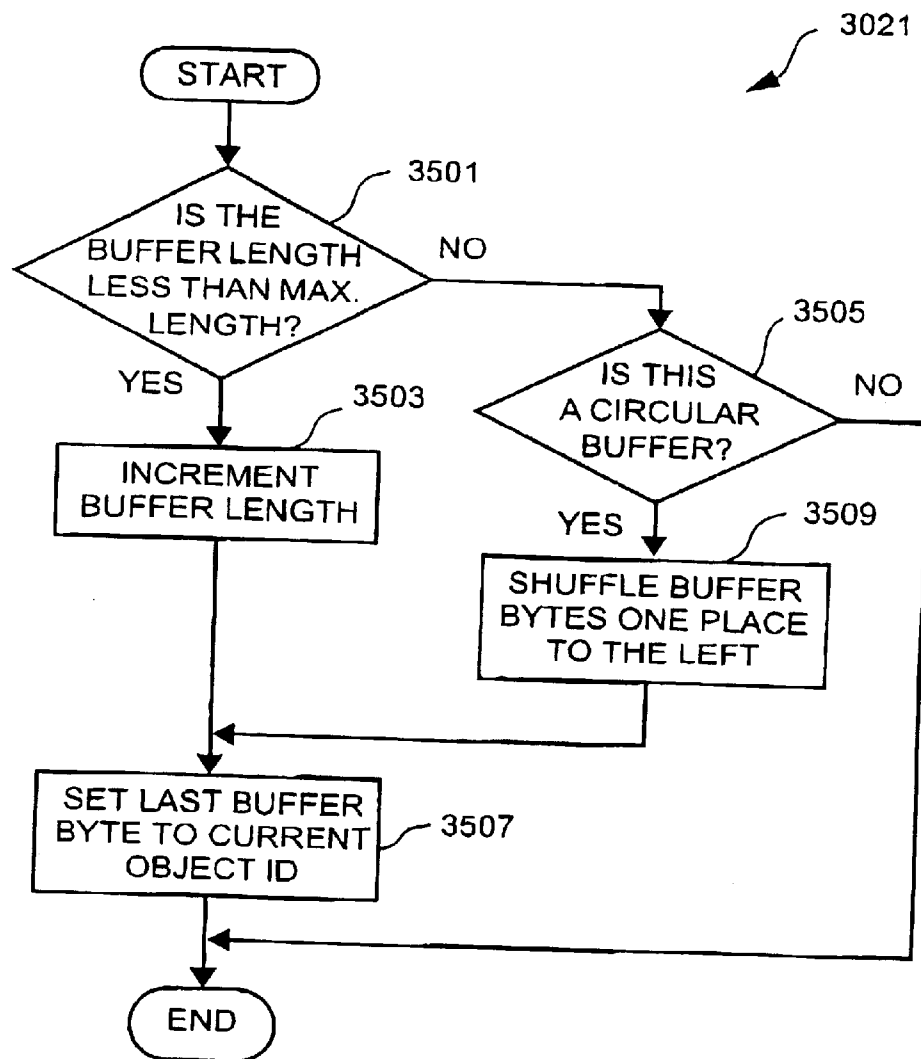 3021
START
3501
IS THE
BUFFER LENGTH
LESS THAN MAX.
LENGTH?
NO
YES
3505
IS THIS
A CIRCULAR
BUFFER?
NO
YES
3503
INCREMENT
BUFFER LENGTH
3509
SHUFFLE BUFFER
BYTES ONE PLACE
TO THE LEFT
SET LAST BUFFER
BYTE TO CURRENT
OBJECT ID
3507
END